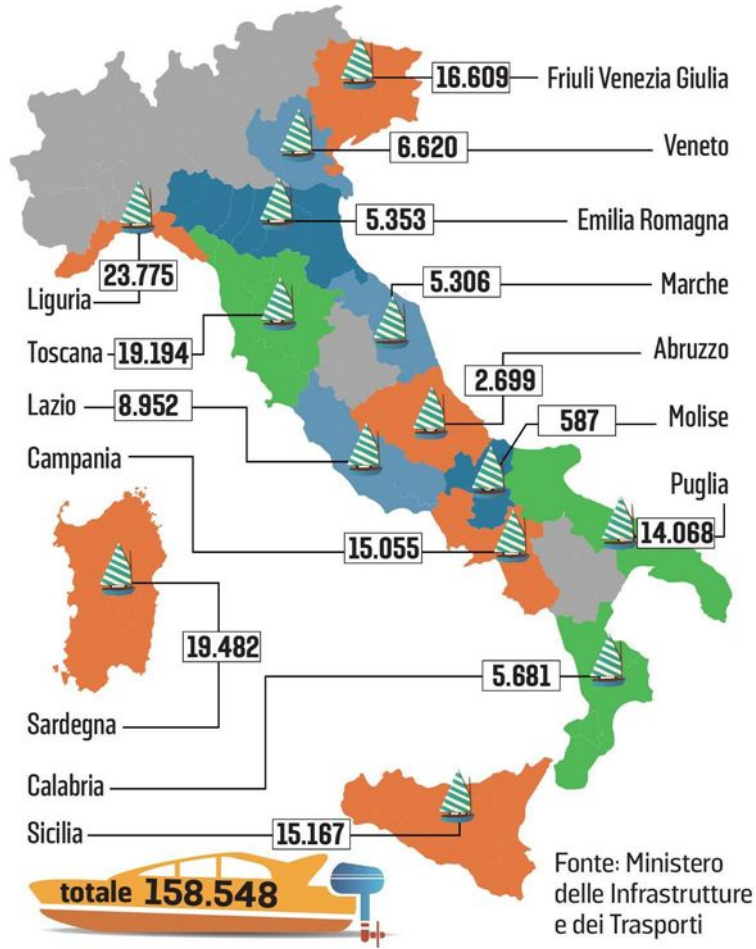 16.609 Friuli Venezia Giulia
6.620 Veneto
5.353 Emilia Romagna
23.775
Liguria
5.306 Marche
Toscana 19.194
Abruzzo
2.699
Lazio 8.952
587 Molise
Campania
Puglia
14.068
15.055
19.482
5.681
Sardegna
Calabria
Sicilia 15.167
totale 158.548
Fonte: Ministero
delle Infrastrutture
e dei Trasporti